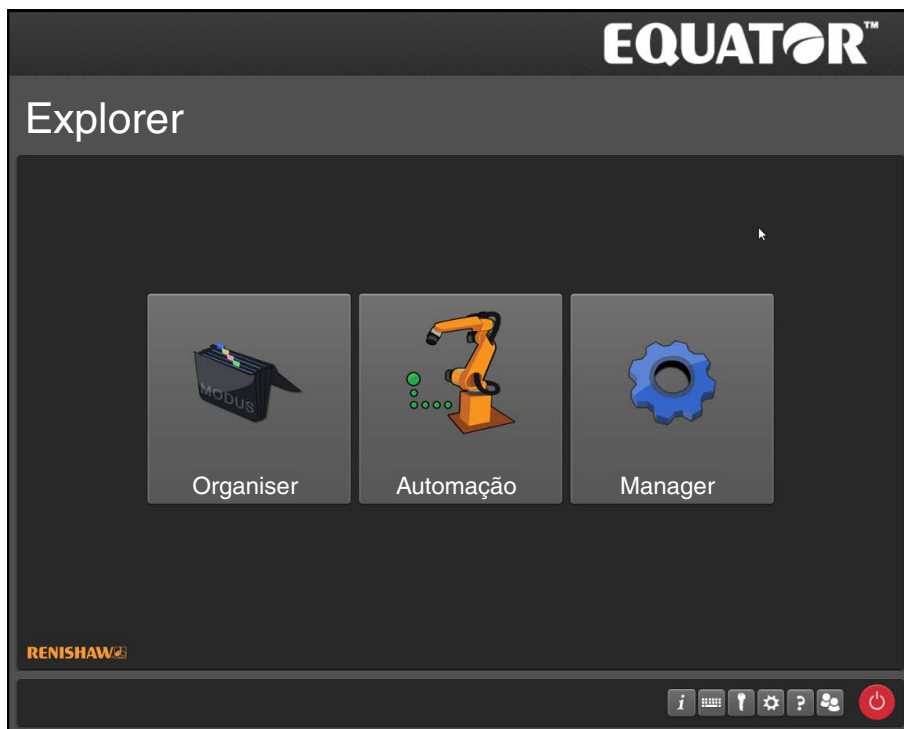 EQUATOR™
Explorer
MODUS
Organiser
Automação
Manager
RENISHAW
i
?